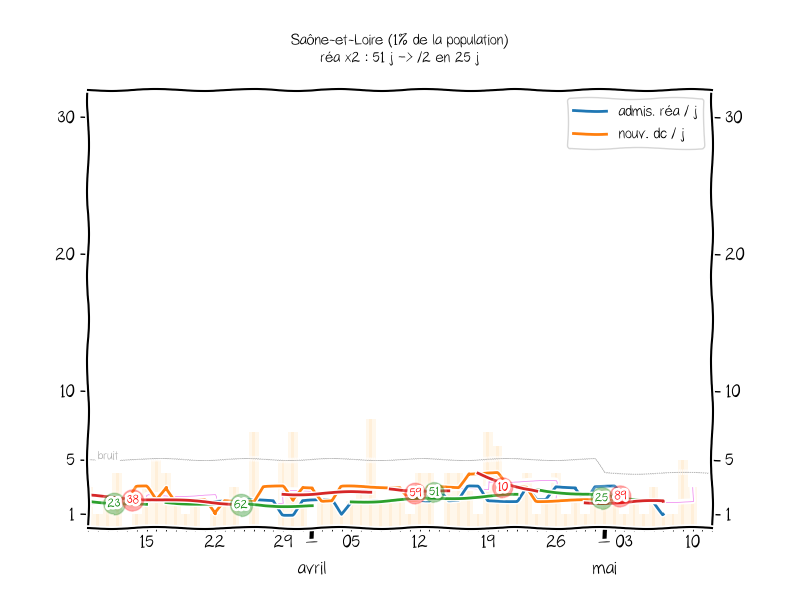 Saône-et-Loire (1% de la population)
réa x2 : 51 j -> /2 en 25 j
admis. réa / j
nouv. dc / j
30 30
20 20
10 10
5 5
1 1
bruit
23 38 62 59 51 10 25 89
15 22 29 05 12 19 26 03 10
avril mai